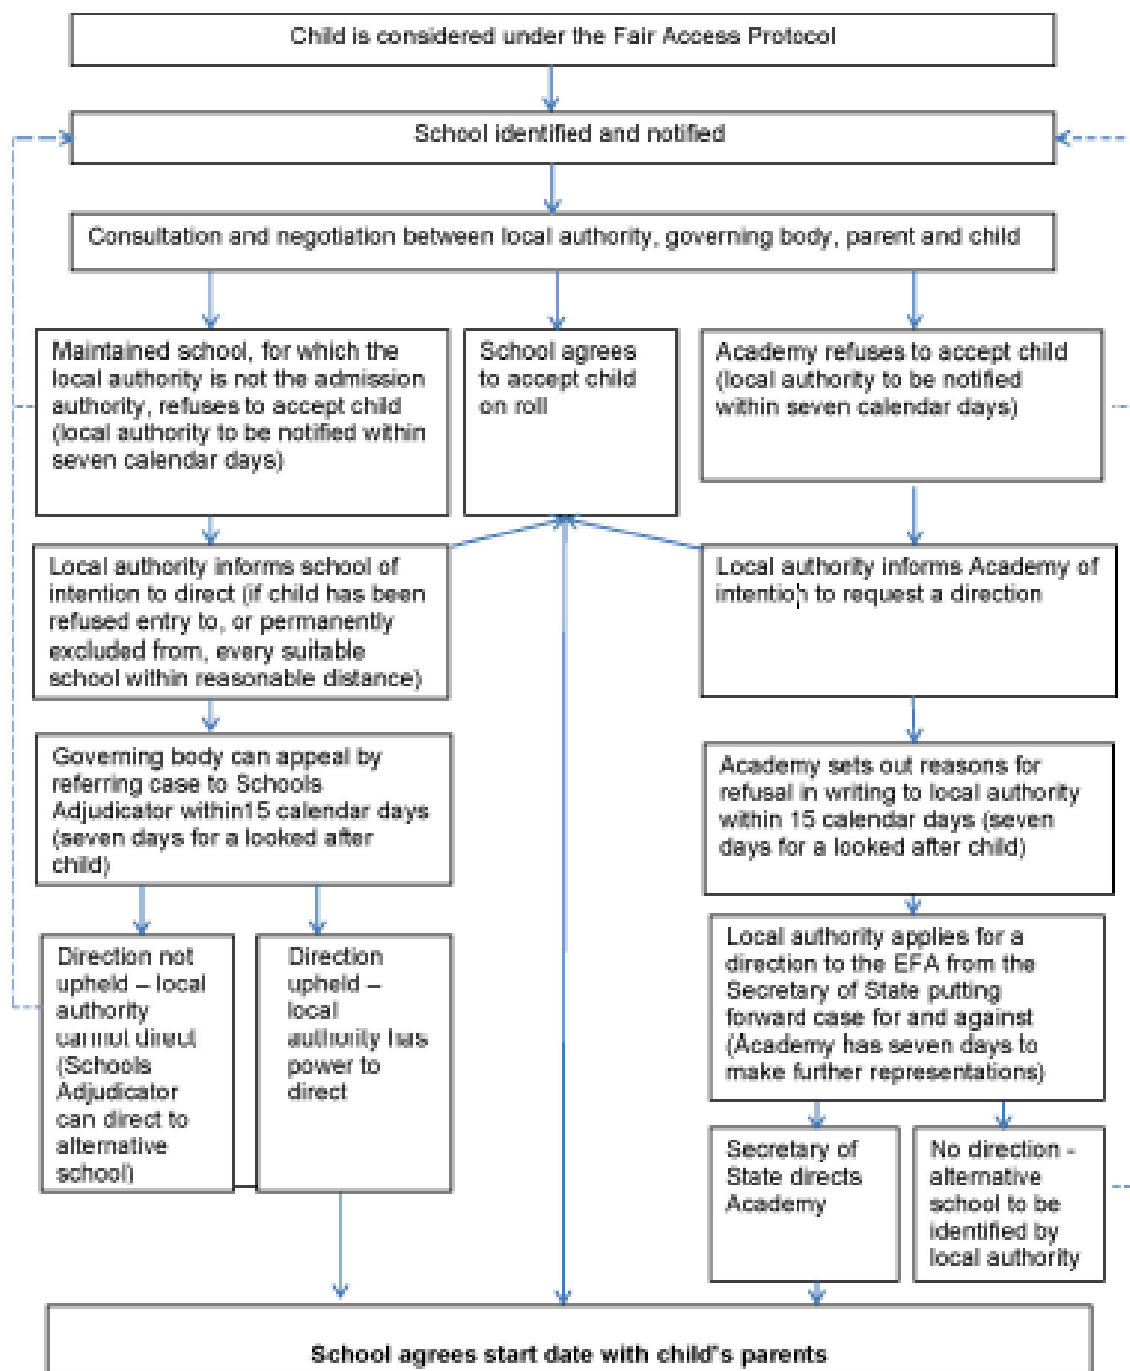 Child is considered under the Fair Access Protocol
School identified and notified
Consultation and negotiation between local authority, governing body, parent and child
Maintained school, for which the
local authority is not the admission
authority, refuses to accept child
(local authority to be notified within
seven calendar days)
School agrees
to accept child
on roll
Academy refuses to accept child
(local authority to be notified
within seven calendar days)
Local authority informs school of
intention to direct (if child has been
refused entry to, or permanently
excluded from, every suitable
school within reasonable distance)
Local authority informs Academy of
intention to request a direction
Governing body can appeal by
referring case to Schools
Adjudicator within15 calendar days
(seven days for a looked after
child)
Academy sets out reasons for
refusal in writing to local authority
within 15 calendar days (seven
days for a looked after child)
Direction not
upheld – local
authority
cannot direct
(Schools
Adjudicator
can direct to
alternative
school)
Direction
upheld –
local
authority has
power to
direct
Local authority applies for a
direction to the EFA from the
Secretary of State putting
forward case for and against
(Academy has seven days to
make further representations)
Secretary of
State directs
Academy
No direction -
alternative
school to be
identified by
local authority
School agrees start date with child's parents